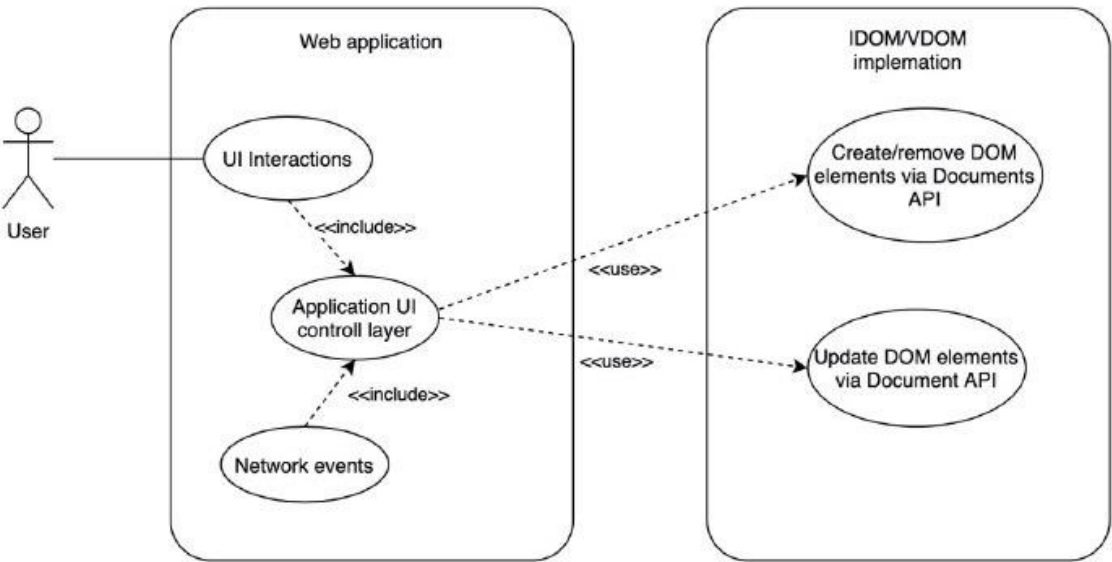 Web application
IDOM/VDOM
implemation
UI Interactions
User
<<include>>
Create/remove DOM
elements via Documents
API
<<use>>
Application UI
controll layer
<<use>>
Update DOM elements
via Document API
<<include>>
Network events